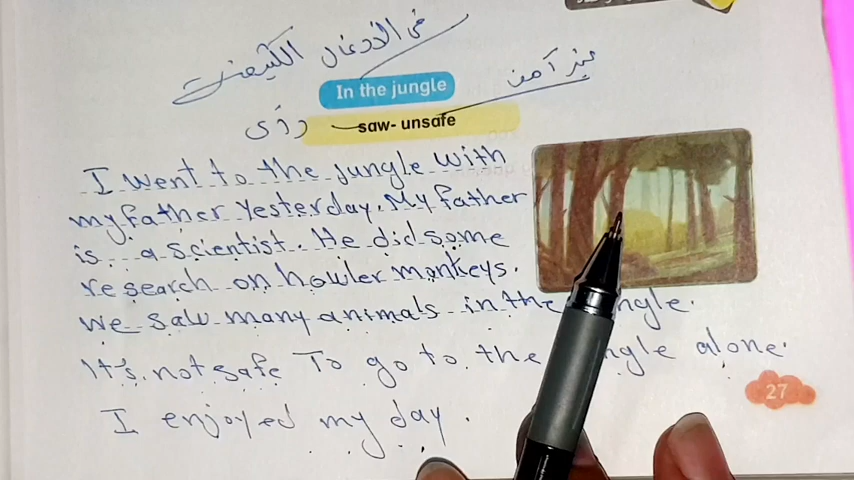 في الأدغال الكثيفة
In the jungle
غير آمن
رأى
saw- unsafe
I went to the jungle with
my father yesterday. My father
is a scientist. He did some
research on howler monkeys.
We saw many animals in the ngle.
It's not safe To go to the ngle alone.
I enjoyed my day.
27